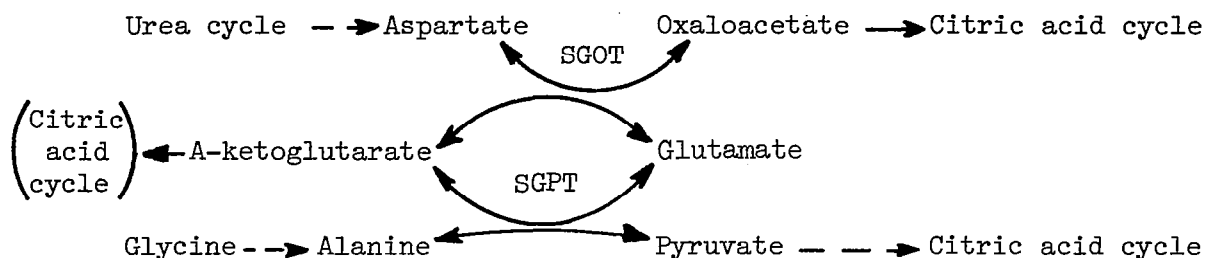 Urea cycle Aspartate Oxaloacetate Citric acid cycle
SGOT
Citric
acid
cycle
A-ketoglutarate Glutamate
SGPT
Glycine Alanine Pyruvate Citric acid cycle